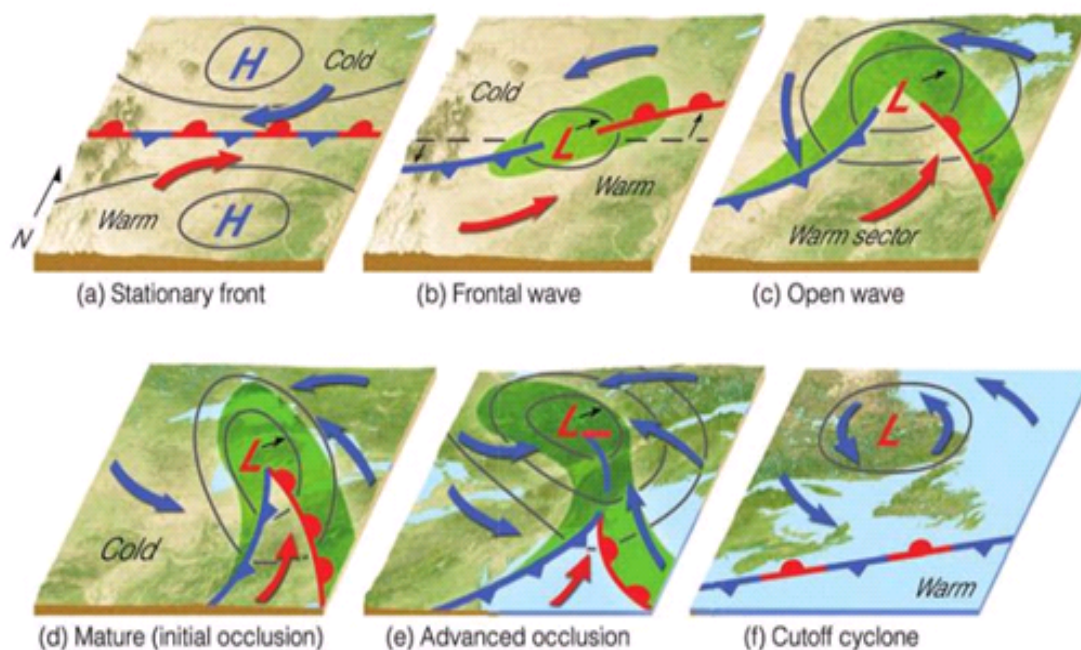 H
Cold
Warm
H
N
(a) Stationary front
Cold
L
Warm
(b) Frontal wave
L
Warm sector
(c) Open wave
L
Cold
(d) Mature (initial occlusion)
L
(e) Advanced occlusion
L
Warm
(f) Cutoff cyclone